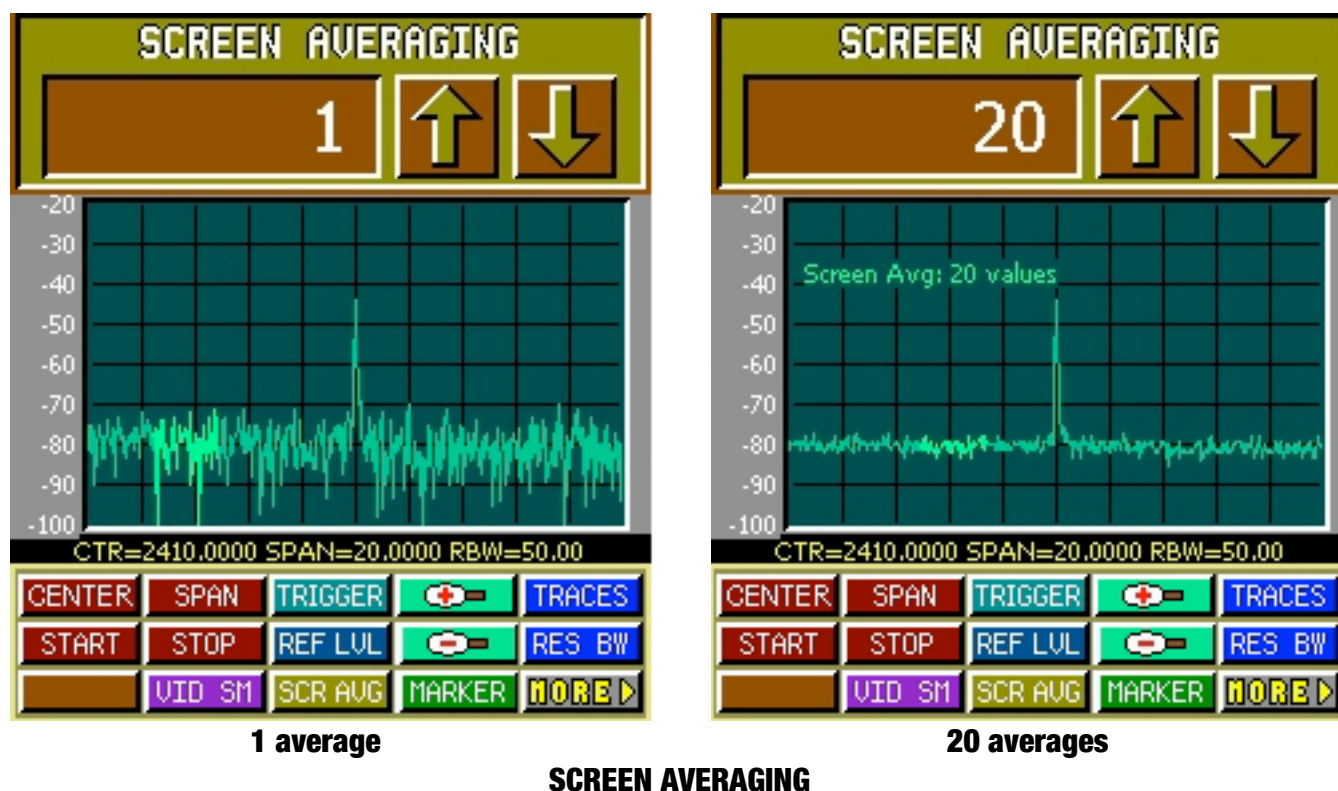 SCREEN AVERAGING
1
-20
-30
-40
-50
-60
-70
-80
-90
-100
CTR=2410.0000 SPAN=20.0000 RBW=50.00
CENTER SPAN TRIGGER TRACES
START STOP REF LVL RES BW
VID SM SCR AVG MARKER MORE
1 average
SCREEN AVERAGING
20
-20
-30
-40
-50
-60
-70
-80
-90
-100
Screen Avg: 20 values
CTR=2410.0000 SPAN=20.0000 RBW=50.00
CENTER SPAN TRIGGER TRACES
START STOP REF LVL RES BW
VID SM SCR AVG MARKER MORE
20 averages
SCREEN AVERAGING